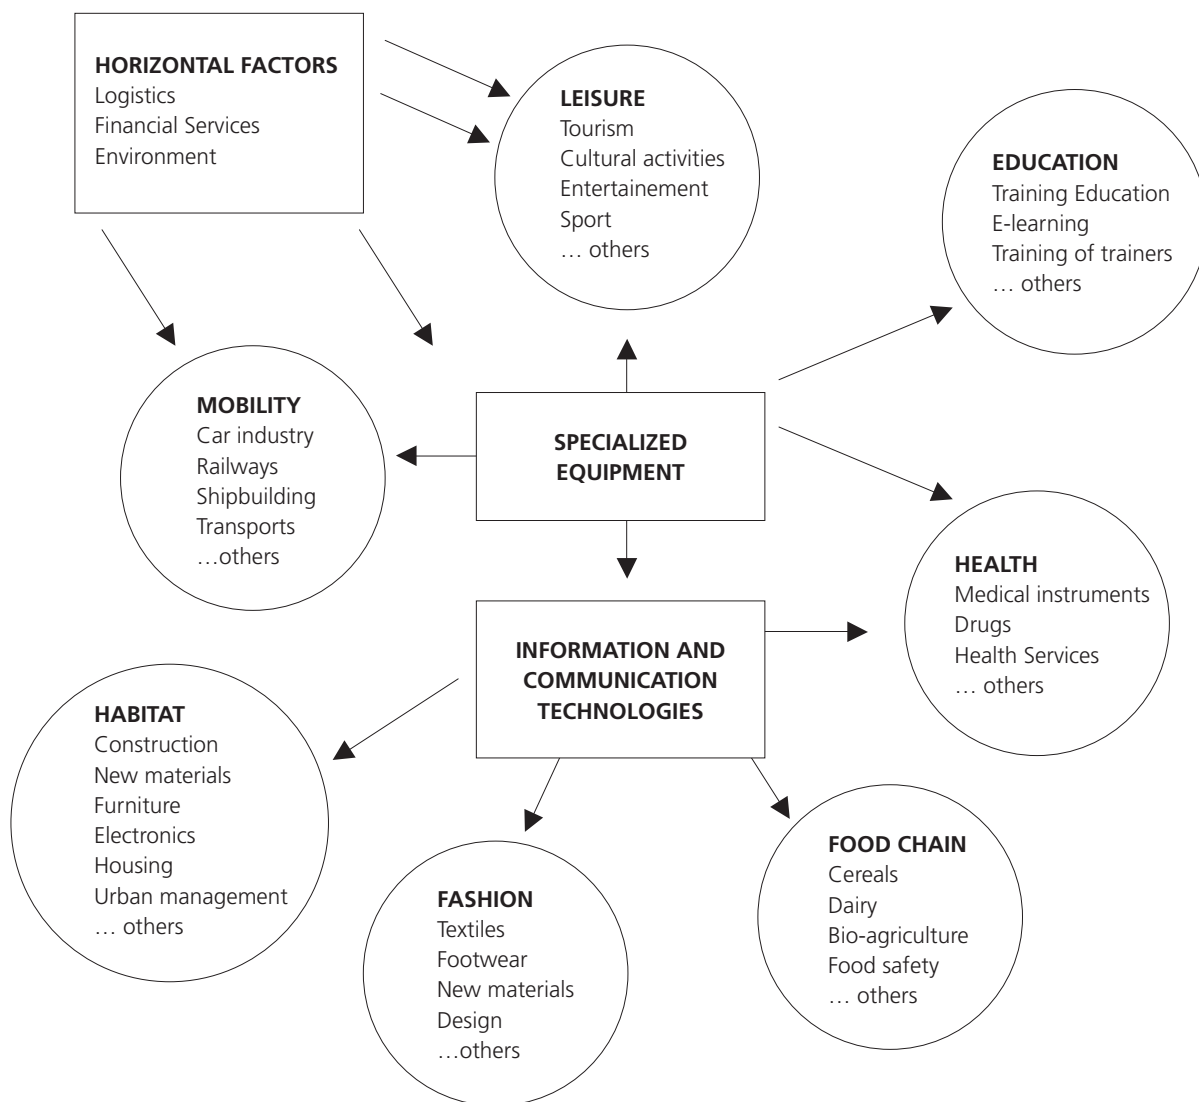 HORIZONTAL FACTORS
Logistics
Financial Services
Environment
LEISURE
Tourism
Cultural activities
Entertainement
Sport
… others
EDUCATION
Training Education
E-learning
Training of trainers
… others
MOBILITY
Car industry
Railways
Shipbuilding
Transports
…others
SPECIALIZED
EQUIPMENT
HEALTH
Medical instruments
Drugs
Health Services
… others
INFORMATION AND
COMMUNICATION
TECHNOLOGIES
HABITAT
Construction
New materials
Furniture
Electronics
Housing
Urban management
… others
FASHION
Textiles
Footwear
New materials
Design
…others
FOOD CHAIN
Cereals
Dairy
Bio-agriculture
Food safety
… others